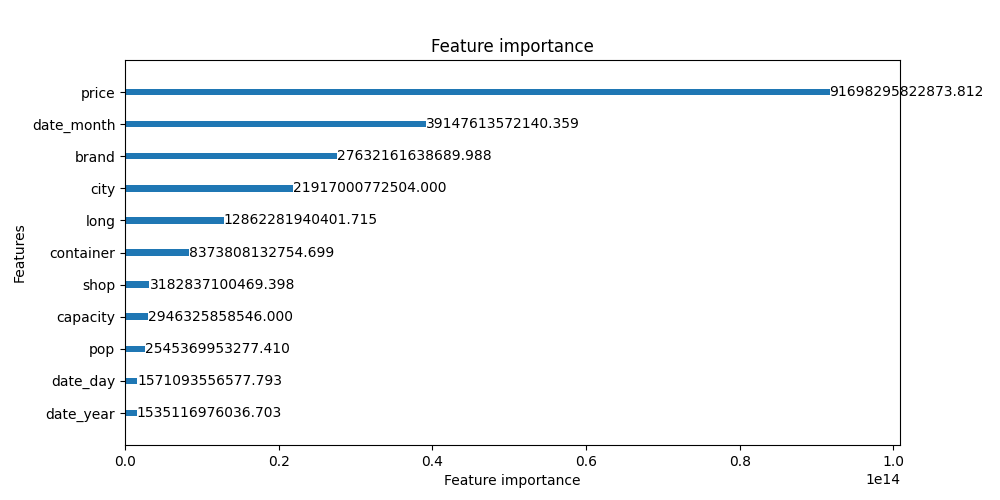 Feature importance
price 91698295822873.812
date_month 39147613572140.359
brand 27632161638689.988
city 21917000772504.000
long 12862281940401.715
container 8373808132754.699
shop 3182837100469.398
capacity 2946325858546.000
pop 2545369953277.410
date_day 1571093556577.793
date_year 1535116976036.703
Features
0.0 0.2 0.4 0.6 0.8 1.0
1e14
Feature importance